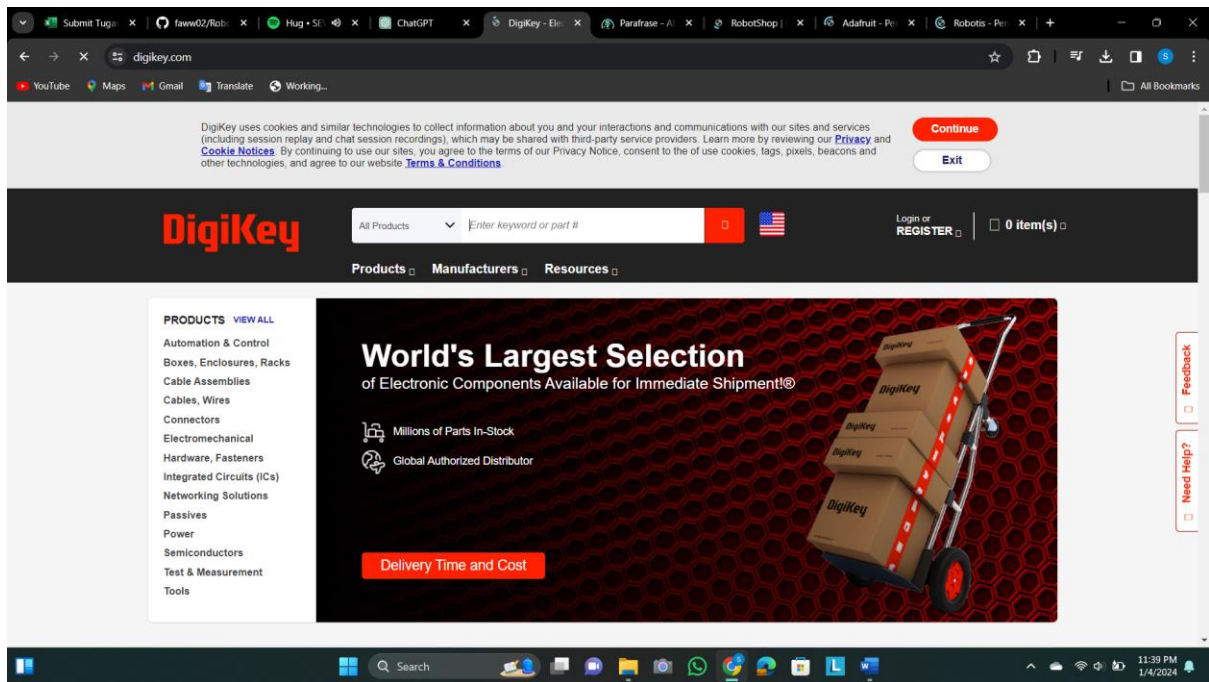 Submit Tuga
faww02/Rob
Hug • SE
ChatGPT
DigiKey - Elec
Parafrase - A
RobotShop |
Adafruit - Per
Robotis - Per
digikey.com
YouTube
Maps
Gmail
Translate
Working...
All Bookmarks
DigiKey uses cookies and similar technologies to collect information about you and your interactions and communications with our sites and services
(including session replay and chat session recordings), which may be shared with third-party service providers. Learn more by reviewing our Privacy and
Cookie Notices. By continuing to use our sites, you agree to the terms of our Privacy Notice, consent to the of use cookies, tags, pixels, beacons and
other technologies, and agree to our website Terms & Conditions.
Continue
Exit
DigiKey
All Products
Enter keyword or part #
Login or
REGISTER
0 item(s)
Products
Manufacturers
Resources
PRODUCTS VIEW ALL
Automation & Control
Boxes, Enclosures, Racks
Cable Assemblies
Cables, Wires
Connectors
Electromechanical
Hardware, Fasteners
Integrated Circuits (ICs)
Networking Solutions
Passives
Power
Semiconductors
Test & Measurement
Tools
World's Largest Selection
of Electronic Components Available for Immediate Shipment!®
Millions of Parts In-Stock
Global Authorized Distributor
Delivery Time and Cost
DigiKey
DigiKey
DigiKey
DigiKey
DigiKey
Feedback
Need Help?
Search
11:39 PM
1/4/2024